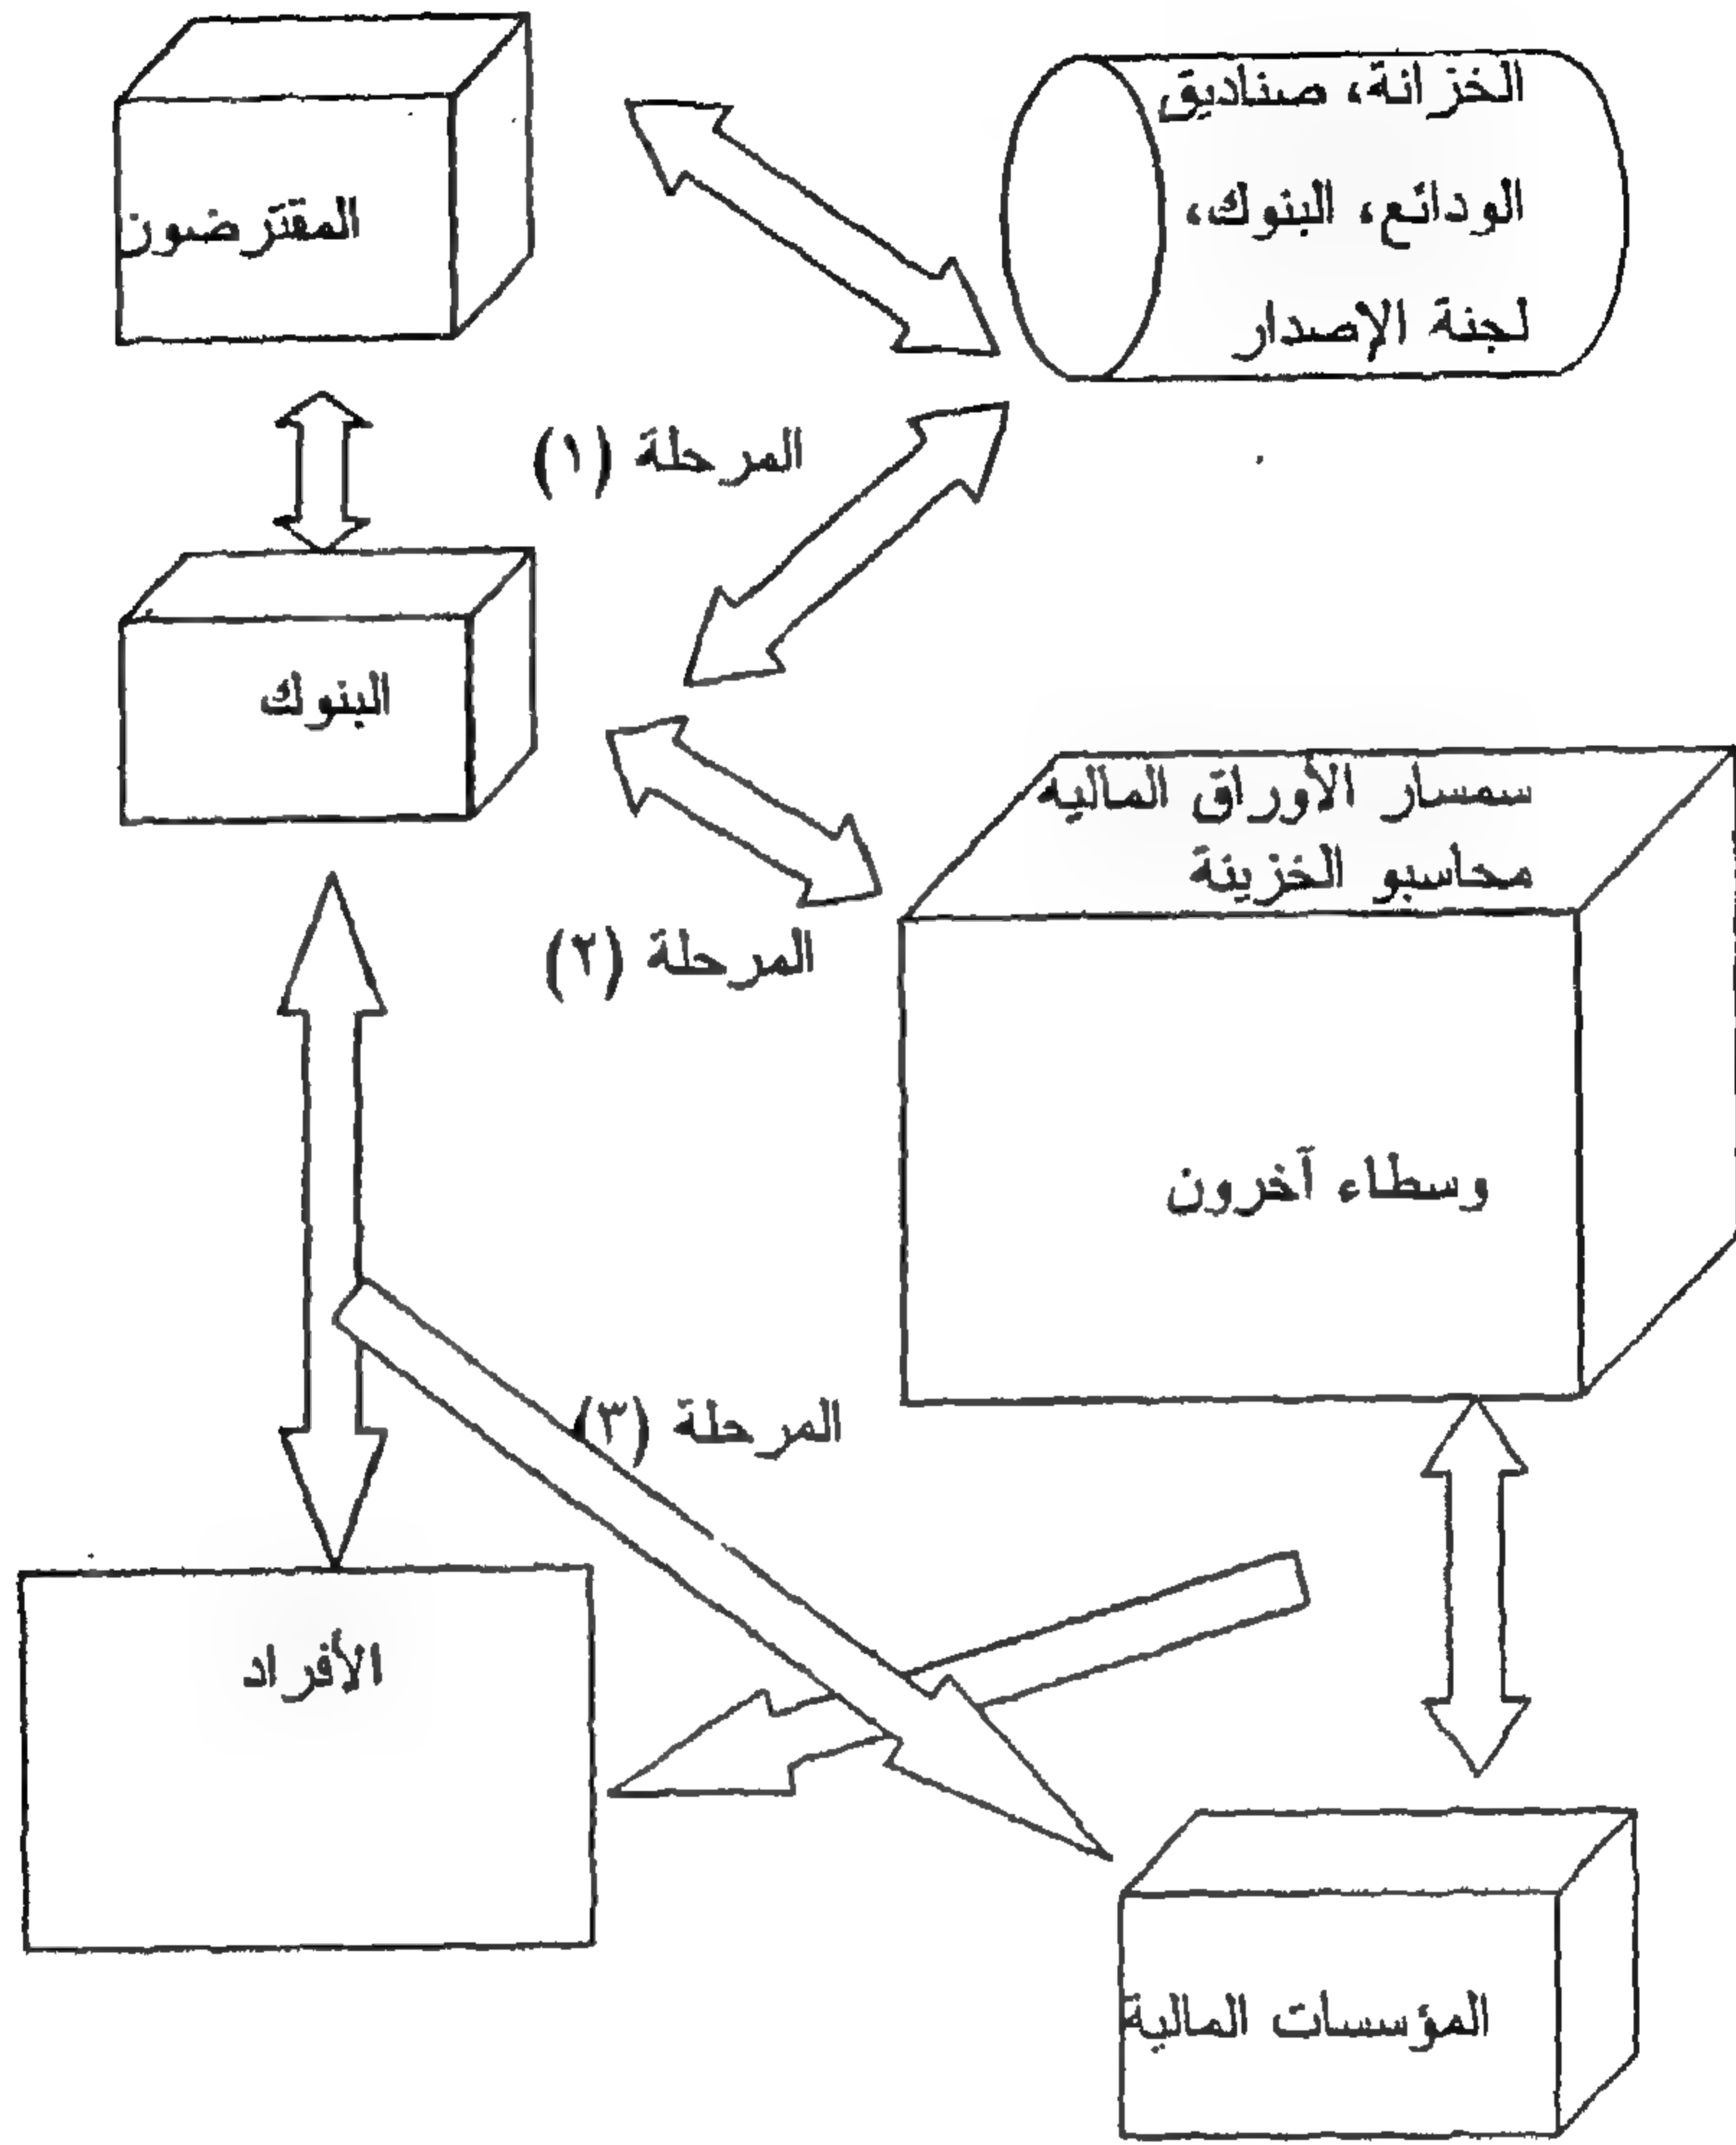 الخزانة، صناديق
الودائع، البنوك،
لجنة الإصدار
المقترضون
المرحلة (١)
البنوك
سمسار الأوراق المالية
محاسبو الخزينة
المرحلة (٢)
وسطاء آخرون
المرحلة (٣)
الأفراد
المؤسسات المالية